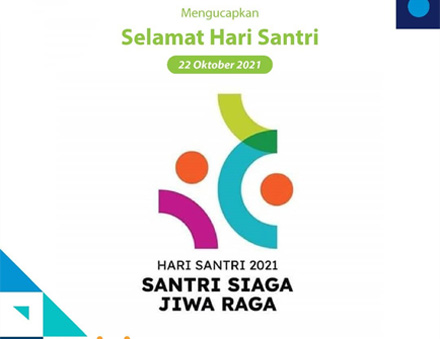 Mengucapkan
Selamat Hari Santri
22 Oktober 2021
HARI SANTRI 2021
SANTRI SIAGA
JIWA RAGA